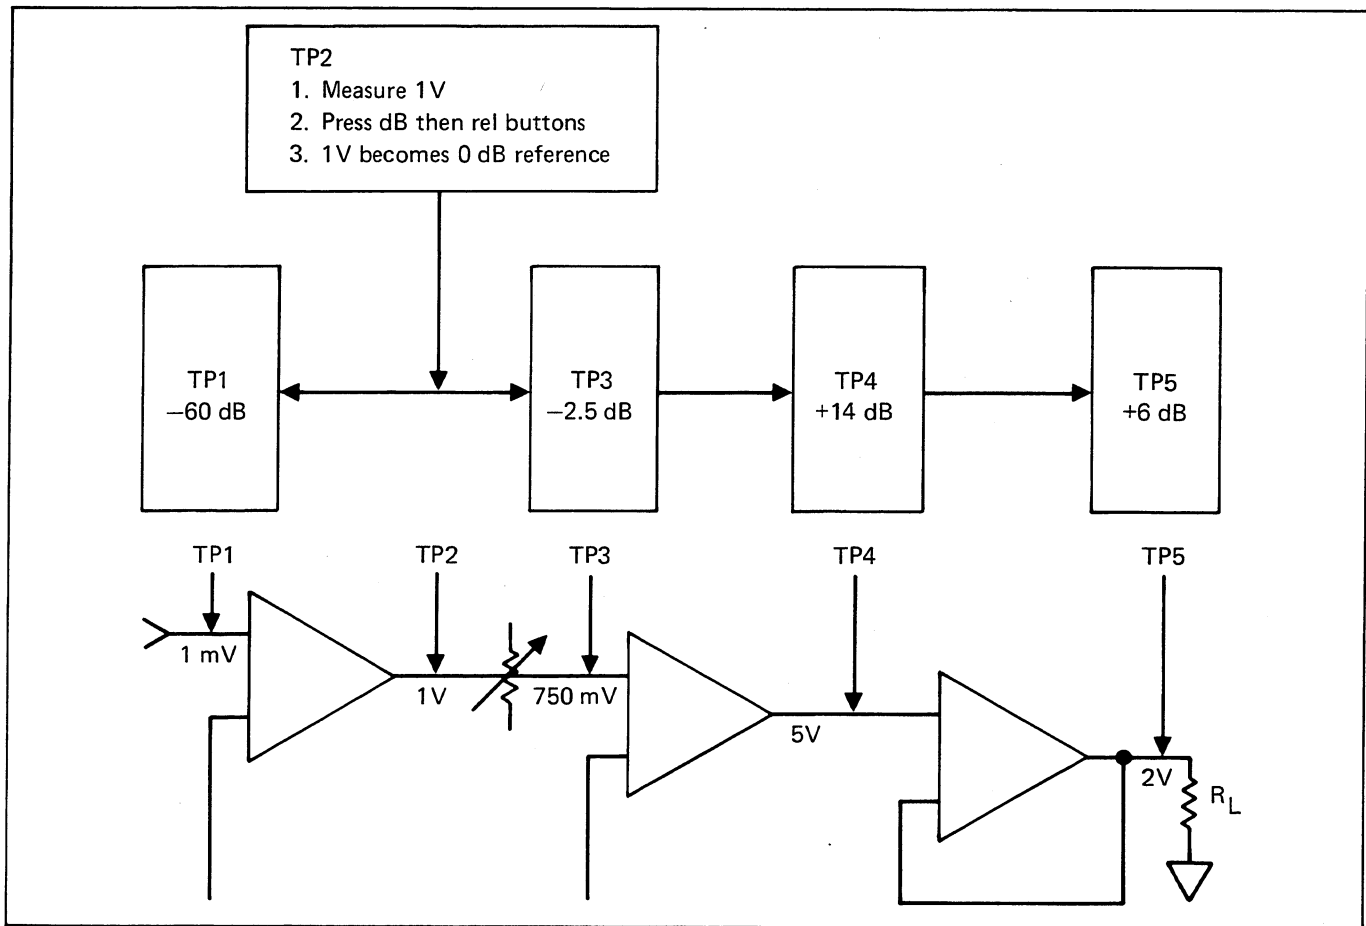 TP2
1. Measure 1V
2. Press dB then rel buttons
3. 1V becomes 0 dB reference
TP1
−60 dB
TP3
−2.5 dB
TP4
+14 dB
TP5
+6 dB
TP1
TP2
TP3
TP4
TP5
1 mV
1V
750 mV
5V
2V
RL